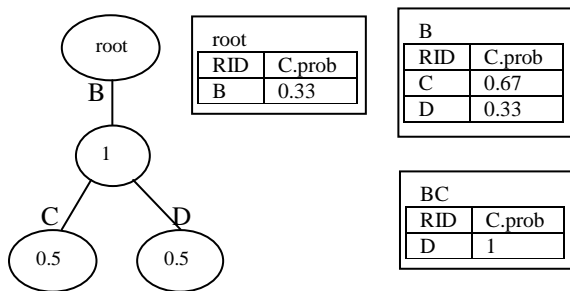 root
B
1
C D
0.5 0.5
root
RID C.prob
B 0.33
B
RID C.prob
C 0.67
D 0.33
BC
RID C.prob
D 1